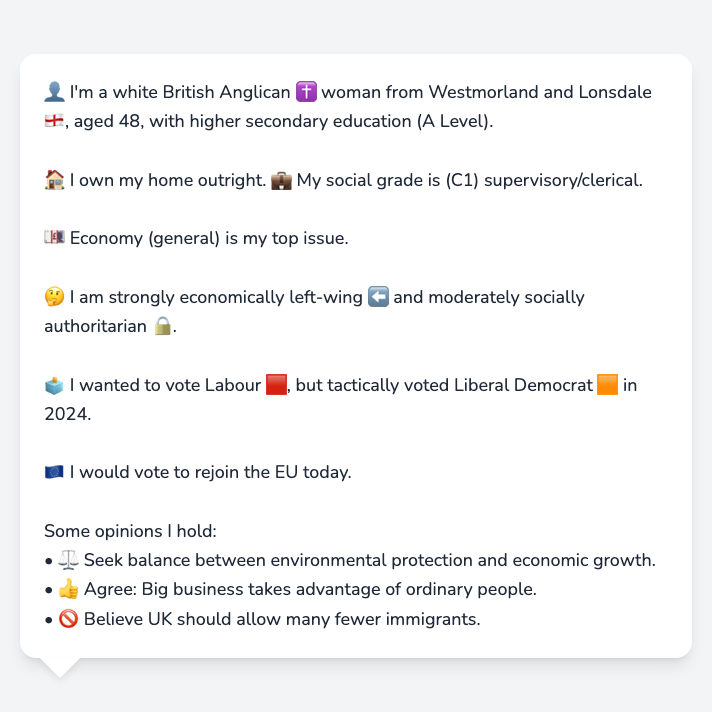 👤 I'm a white British Anglican ✝️ woman from Westmorland and Lonsdale
🏴󠁧󠁢󠁥󠁮󠁧󠁿, aged 48, with higher secondary education (A Level).
🏠 I own my home outright. 💼 My social grade is (C1) supervisory/clerical.
💷 Economy (general) is my top issue.
🤔 I am strongly economically left-wing ⬅️ and moderately socially
authoritarian 🔒.
🗳️ I wanted to vote Labour 🟥, but tactically voted Liberal Democrat 🟧 in
2024.
🇪🇺 I would vote to rejoin the EU today.
Some opinions I hold:
• ⚖️ Seek balance between environmental protection and economic growth.
• 👍 Agree: Big business takes advantage of ordinary people.
• 🚫 Believe UK should allow many fewer immigrants.